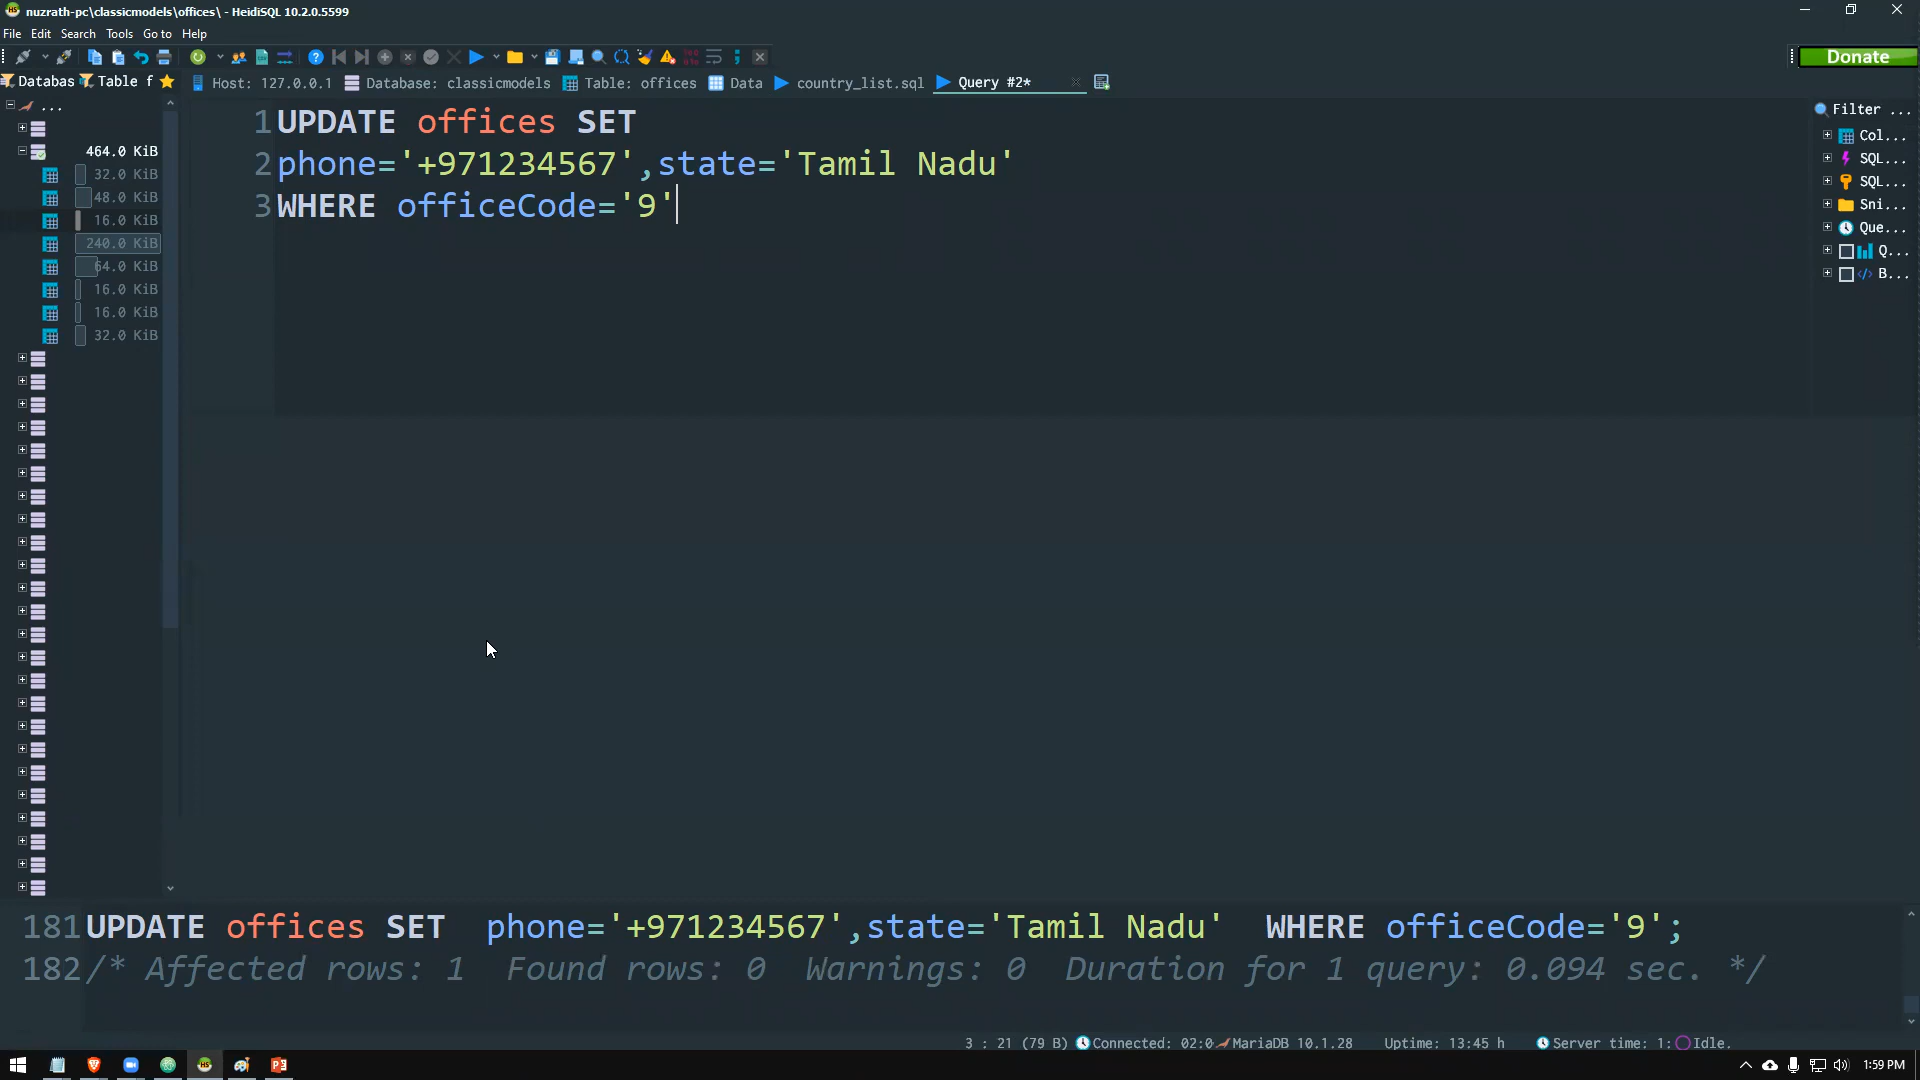 nuzrath-pc\classicmodels\offices\ - HeidiSQL 10.2.0.5599
File Edit Search Tools Go to Help
Donate
Databas Table f Host: 127.0.0.1 Database: classicmodels Table: offices Data country_list.sql Query #2*
...
464.0 KiB
32.0 KiB
48.0 KiB
16.0 KiB
240.0 KiB
64.0 KiB
16.0 KiB
16.0 KiB
32.0 KiB
1 UPDATE offices SET
2 phone='+971234567',state='Tamil Nadu'
3 WHERE officeCode='9'
Filter ...
Col...
SQL...
SQL...
Sni...
Que...
Q...
B...
181 UPDATE offices SET  phone='+971234567',state='Tamil Nadu'  WHERE officeCode='9';
182 /* Affected rows: 1  Found rows: 0  Warnings: 0  Duration for 1 query: 0.094 sec. */
3 : 21 (79 B) Connected: 02:0 MariaDB 10.1.28 Uptime: 13:45 h Server time: 1: Idle.
1:59 PM